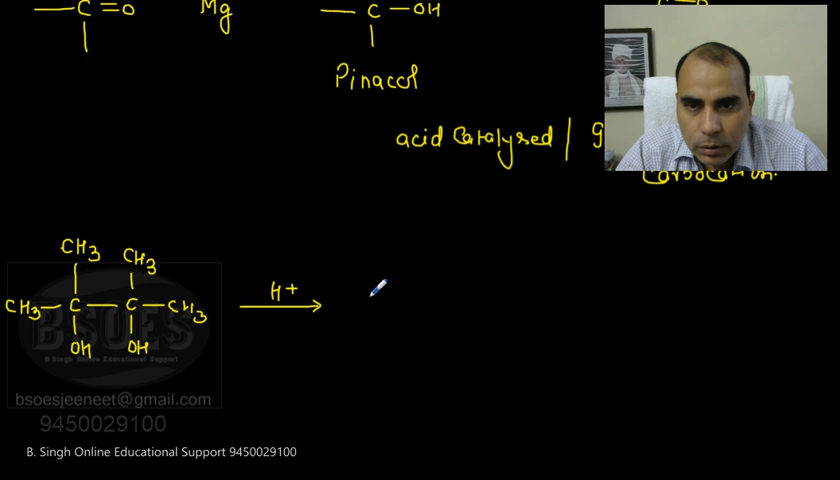 —C=O Mg —C—OH
Pinacol
acid Catalysed |
Carbocation.
CH3 CH3
CH3—C—C—CH3 H+
OH OH
BSOES
B.Singh Online Educational Support
bsoesjeeneet@gmail.com
9450029100
B. Singh Online Educational Support 9450029100